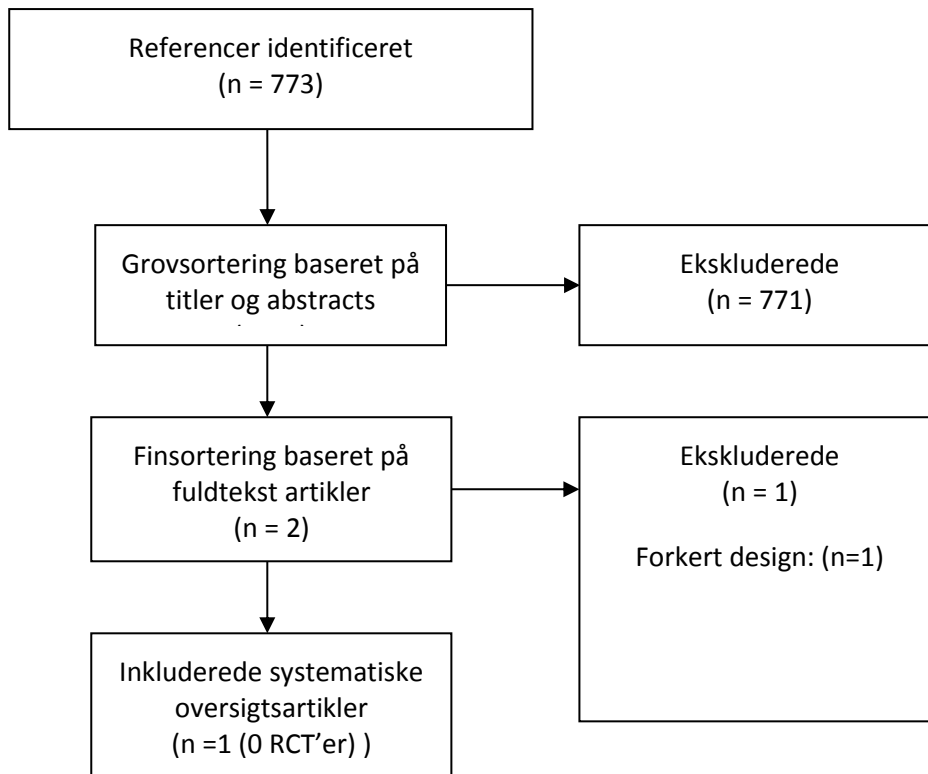 Referencer identificeret
(n = 773)
Grovsortering baseret på
titler og abstracts
Ekskluderede
(n = 771)
Finsortering baseret på
fuldtekst artikler
(n = 2)
Ekskluderede
(n = 1)
Forkert design: (n=1)
Inkluderede systematiske
oversigtsartikler
(n =1 (0 RCT’er) )